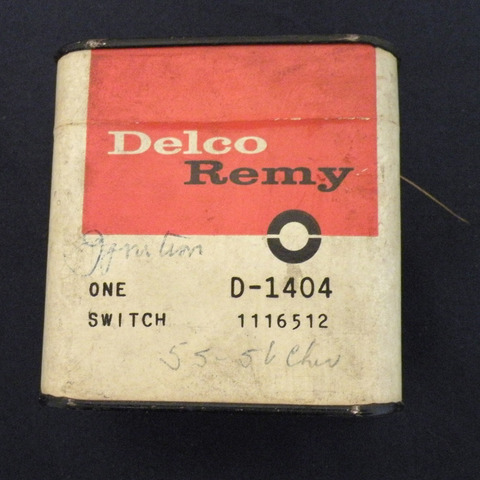 Delco
Remy
Ignition
ONE D-1404
SWITCH 1116512
55-56 Chev